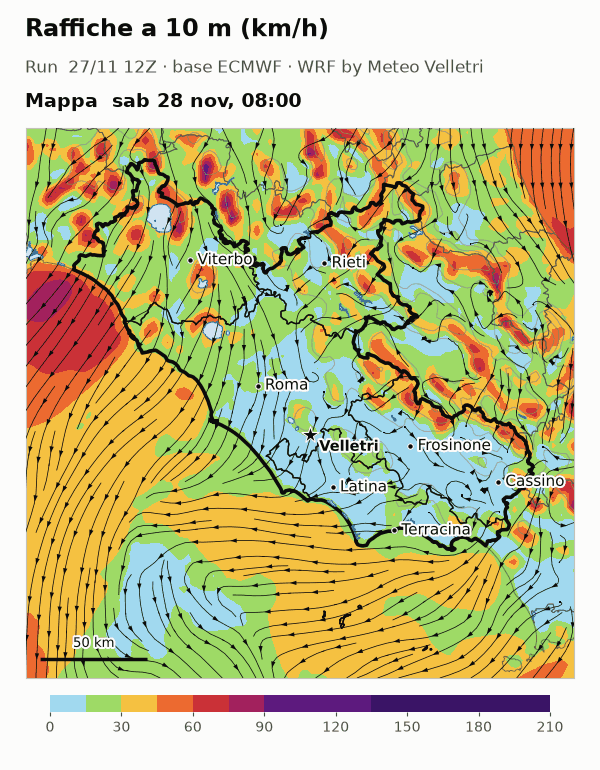 Raffiche a 10 m (km/h)
Run 27/11 12Z · base ECMWF · WRF by Meteo Velletri
Mappa sab 28 nov, 08:00
Viterbo
Rieti
Roma
Velletri
Frosinone
Latina
Cassino
Terracina
50 km
0 30 60 90 120 150 180 210